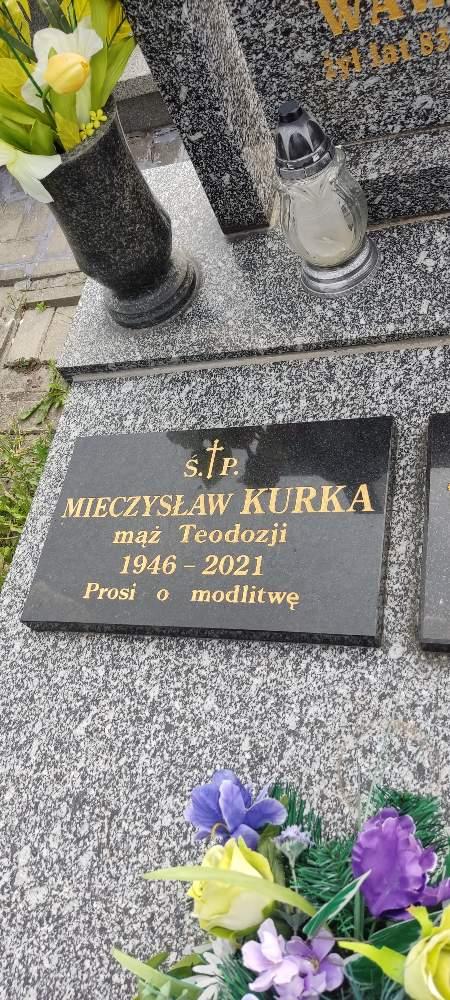 żył lat 83
Ś.†P.
MIECZYSŁAW KURKA
mąż Teodozji
1946 – 2021
Prosi o modlitwę